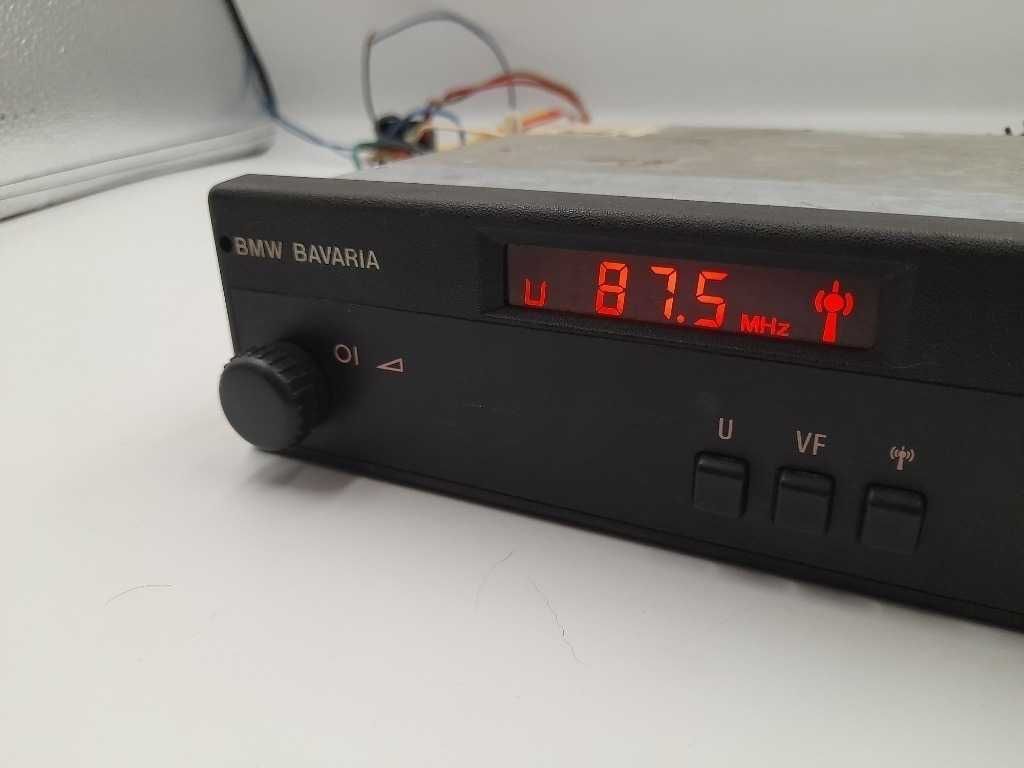 BMW BAVARIA
U 87.5 MHz
OI
U VF